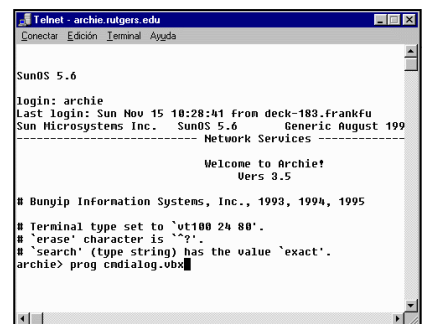 Telnet - archie.rutgers.edu
Conectar Edición Terminal Ayuda
SunOS 5.6
login: archie
Last login: Sun Nov 15 10:28:41 from deck-183.frankfu
Sun Microsystems Inc. SunOS 5.6 Generic August 199
---------------------------- Network Services -------------
Welcome to Archie!
Vers 3.5
# Bunyip Information Systems, Inc., 1993, 1994, 1995
# Terminal type set to `vt100 24 80'.
# `erase' character is `^?'.
# `search' (type string) has the value `exact'.
archie> prog cmdialog.vbx